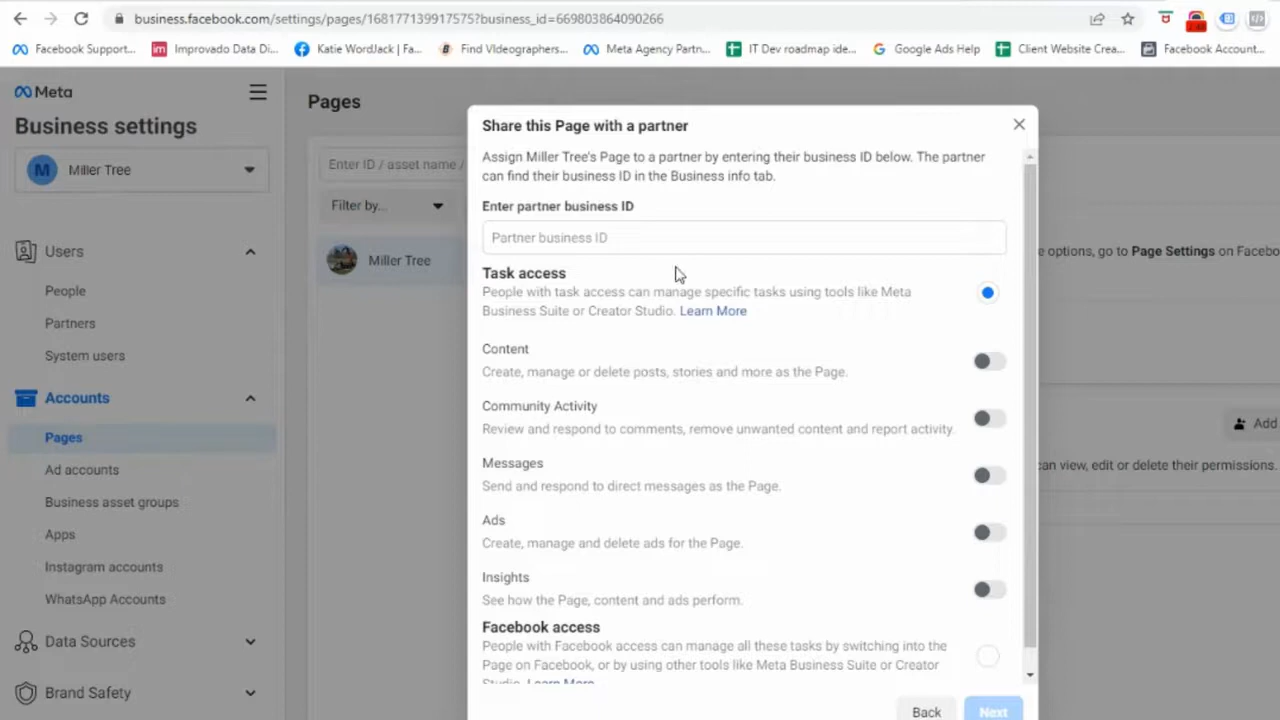 business.facebook.com/settings/pages/168177139917575?business_id=669803864090266
Facebook Support... Improvado Data Di... Katie WordJack | Fa... Find VIdeographers... Meta Agency Partn... IT Dev roadmap ide... Google Ads Help Client Website Crea... Facebook Account...
Meta
Business settings
M Miller Tree
Users
People
Partners
System users
Accounts
Pages
Ad accounts
Business asset groups
Apps
Instagram accounts
WhatsApp Accounts
Data Sources
Brand Safety
Pages
Enter ID / asset name /
Filter by...
Miller Tree
Share this Page with a partner
Assign Miller Tree's Page to a partner by entering their business ID below. The partner
can find their business ID in the Business info tab.
Enter partner business ID
Partner business ID
Task access
People with task access can manage specific tasks using tools like Meta
Business Suite or Creator Studio. Learn More
Content
Create, manage or delete posts, stories and more as the Page.
Community Activity
Review and respond to comments, remove unwanted content and report activity.
Messages
Send and respond to direct messages as the Page.
Ads
Create, manage and delete ads for the Page.
Insights
See how the Page, content and ads perform.
Facebook access
People with Facebook access can manage all these tasks by switching into the
Page on Facebook, or by using other tools like Meta Business Suite or Creator
Studio. Learn More
Back Next
e options, go to Page Settings on Facebo
Add
can view, edit or delete their permissions.